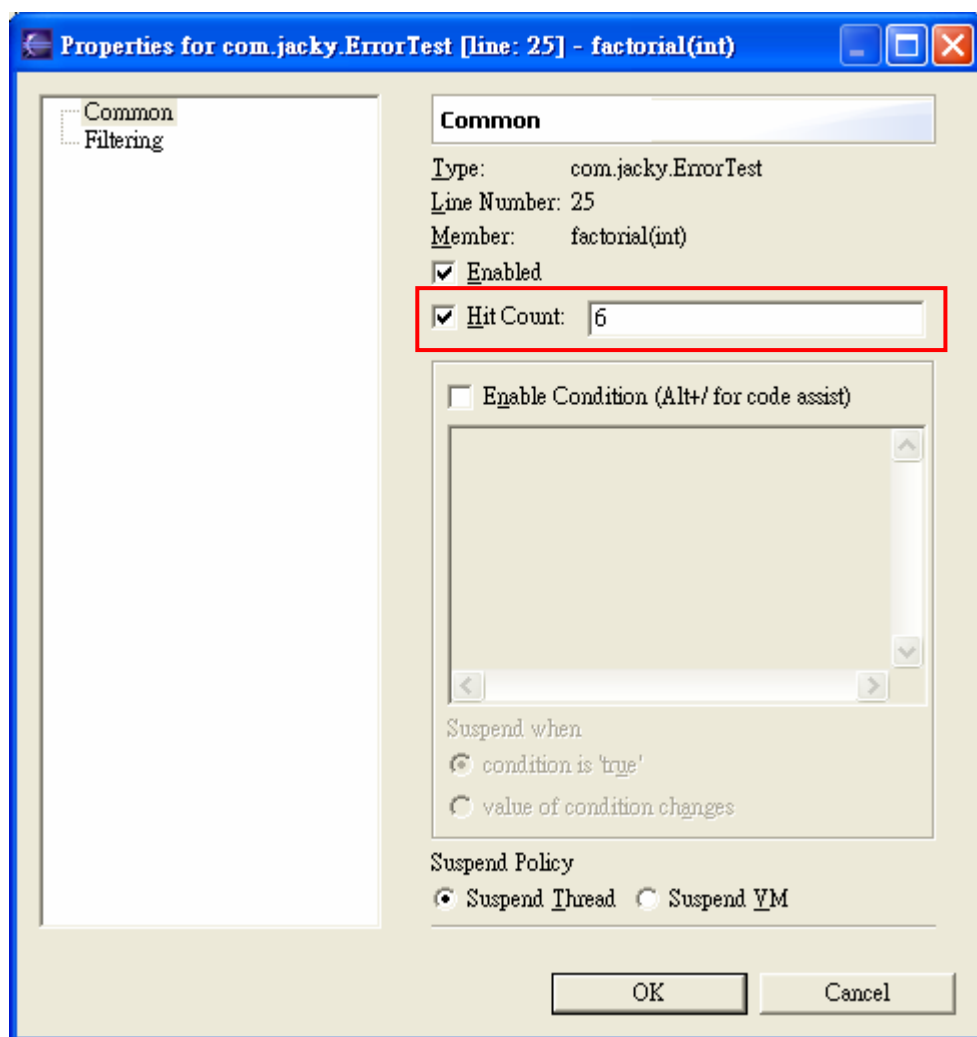 Properties for com.jacky.ErrorTest [line: 25] - factorial(int)
Common
Filtering
Common
Type: com.jacky.ErrorTest
Line Number: 25
Member: factorial(int)
Enabled
Hit Count: 6
Enable Condition (Alt+/ for code assist)
Suspend when
condition is 'true'
value of condition changes
Suspend Policy
Suspend Thread Suspend VM
OK Cancel